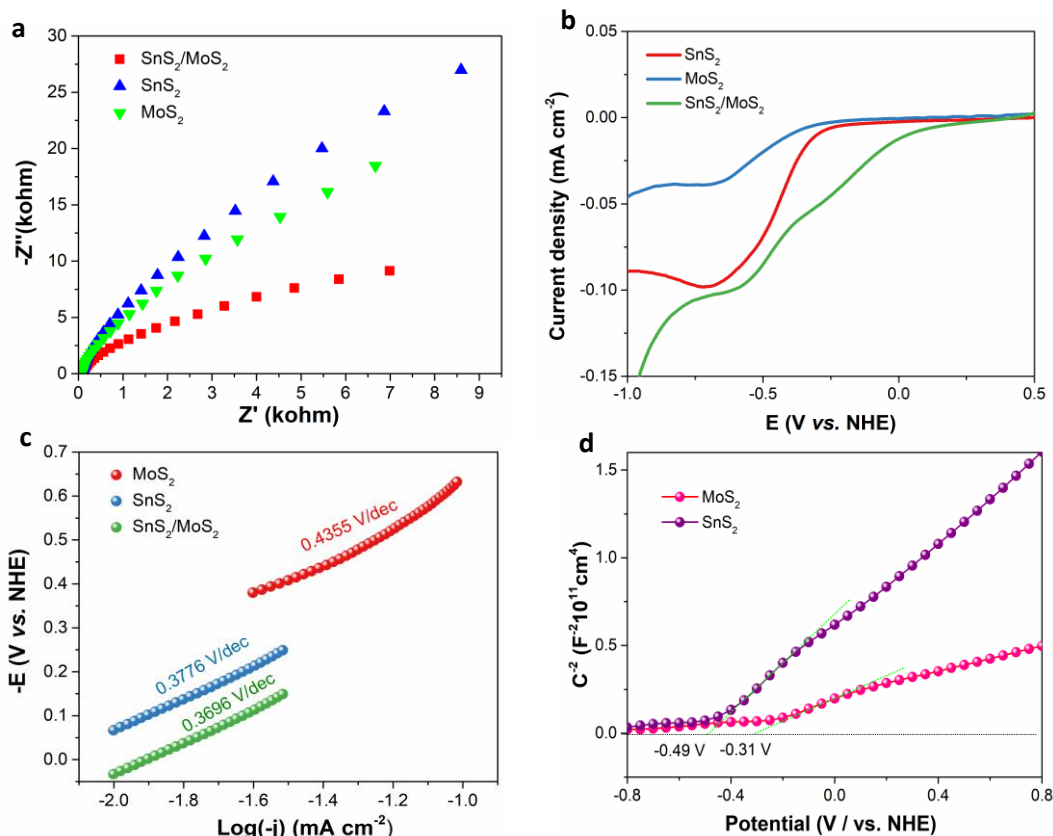 a
-Z''(kohm)
30
25
20
15
10
5
0
SnS₂/MoS₂
SnS₂
MoS₂
0 1 2 3 4 5 6 7 8 9
Z' (kohm)
b
Current density (mA cm⁻²)
0.05
0.00
-0.05
-0.10
-0.15
SnS₂
MoS₂
SnS₂/MoS₂
-1.0 -0.5 0.0 0.5
E (V vs. NHE)
c
-E (V vs. NHE)
0.7
0.6
0.5
0.4
0.3
0.2
0.1
0.0
MoS₂
SnS₂
SnS₂/MoS₂
0.4355 V/dec
0.3776 V/dec
0.3696 V/dec
-2.0 -1.8 -1.6 -1.4 -1.2 -1.0
Log(-j) (mA cm⁻²)
d
C⁻² (F⁻²10¹¹cm⁴)
1.5
1.0
0.5
0.0
MoS₂
SnS₂
-0.49 V
-0.31 V
-0.8 -0.4 0.0 0.4 0.8
Potential (V / vs. NHE)